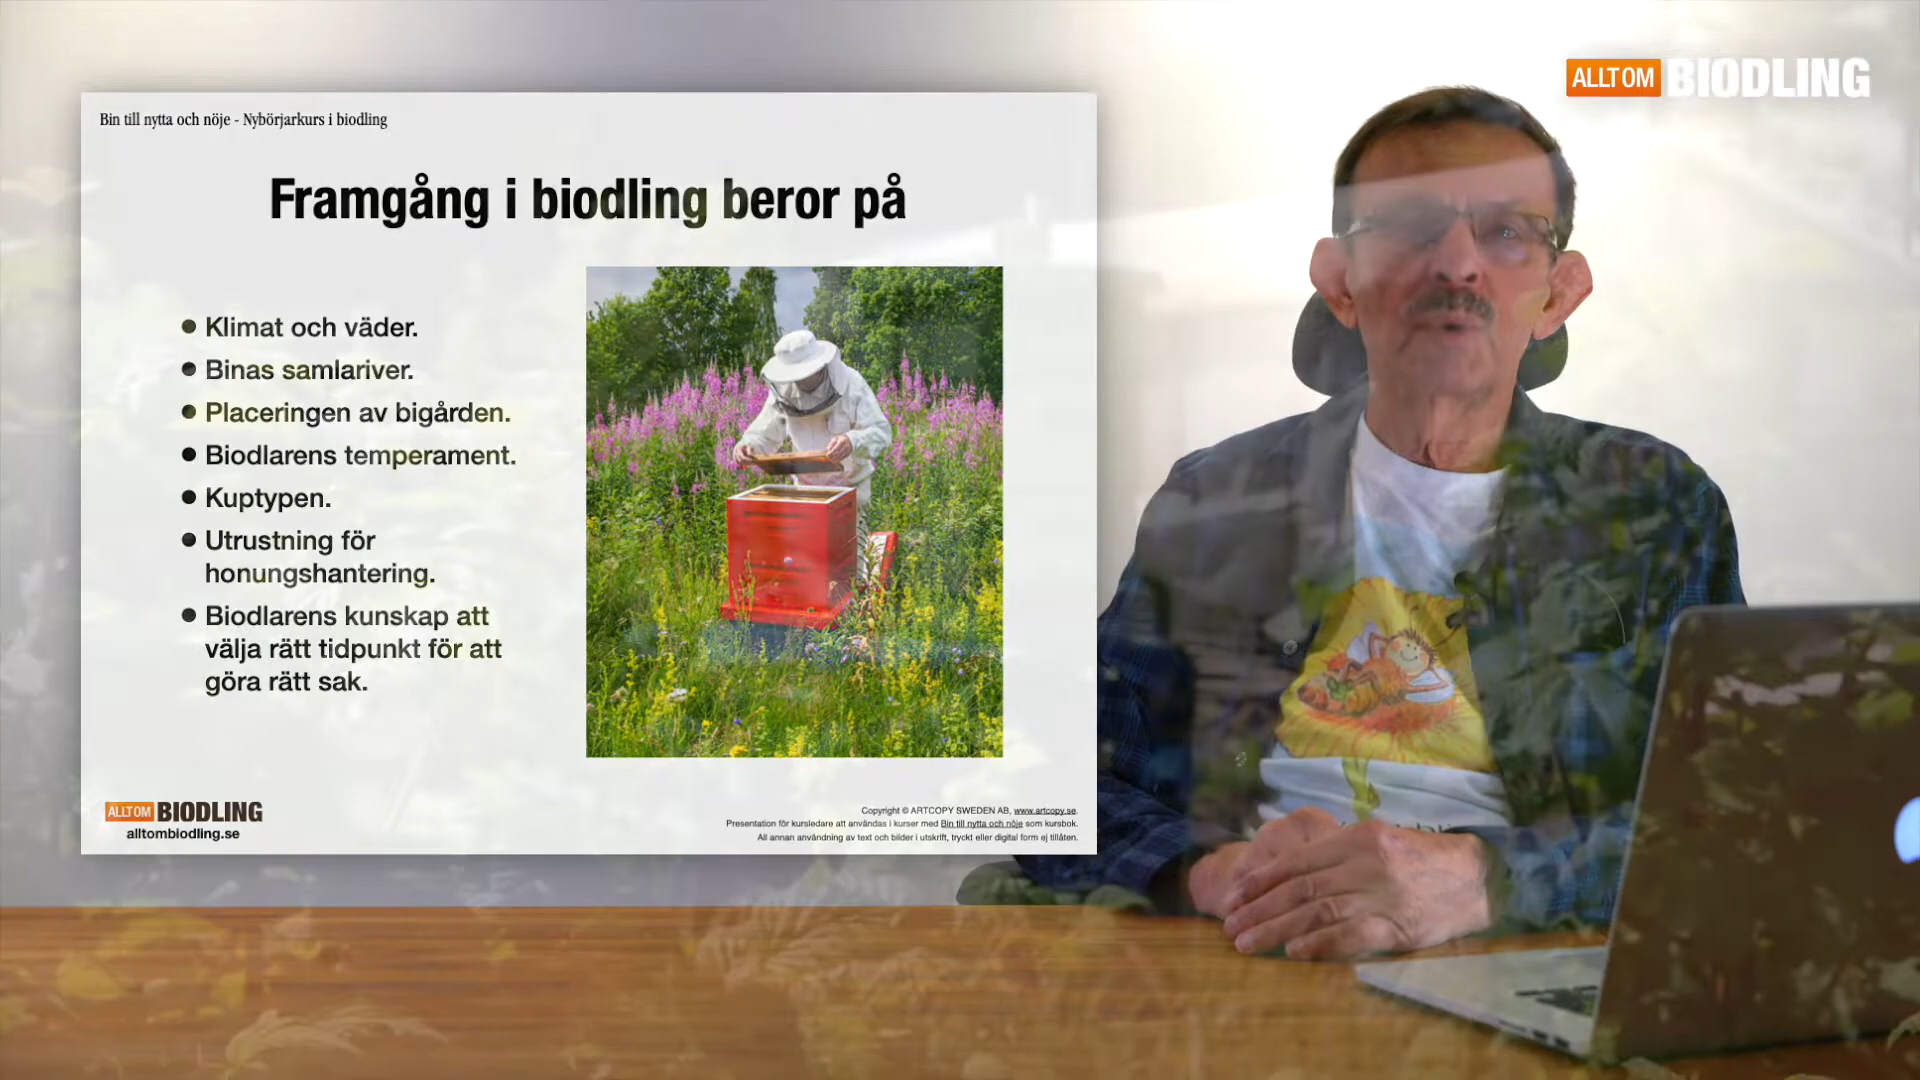 ALLTOM BIODLING
Bin till nytta och nöje - Nybörjarkurs i biodling
Framgång i biodling beror på
• Klimat och väder.
• Binas samlariver.
• Placeringen av bigården.
• Biodlarens temperament.
• Kuptypen.
• Utrustning för
honungshantering.
• Biodlarens kunskap att
välja rätt tidpunkt för att
göra rätt sak.
ALLTOM BIODLING
alltombiodling.se
Copyright © ARTCOPY SWEDEN AB, www.artcopy.se.
Presentation för kursledare att användas i kurser med Bin till nytta och nöje som kursbok.
All annan användning av text och bilder i utskrift, tryckt eller digital form ej tillåten.